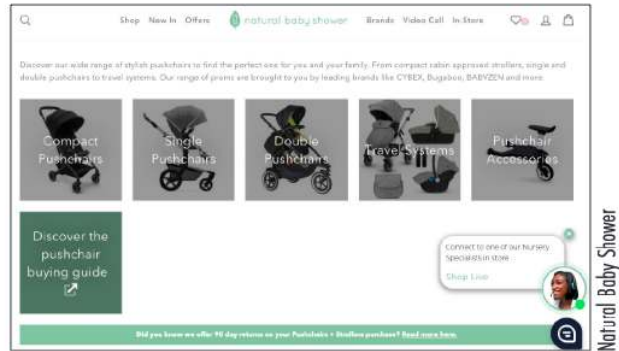 Shop New In Offers natural baby shower Brands Video Call In Store
Discover our wide range of stylish pushchairs to find the perfect one for you and your family. From compact cabin approved strollers, single and
double pushchairs to travel systems. Our range of prams are brought to you by leading brands like CYBEX, Bugaboo, BABYZEN and more.
Compact
Pushchairs
Single
Pushchairs
Double
Pushchairs
Travel Systems
Pushchair
Accessories
Discover the
pushchair
buying guide
Connect to one of our Nursery
Specialists in store
Shop Live
Did you know we offer 90 day returns on your Pushchairs + Strollers purchase? Read more here.
Natural Baby Shower